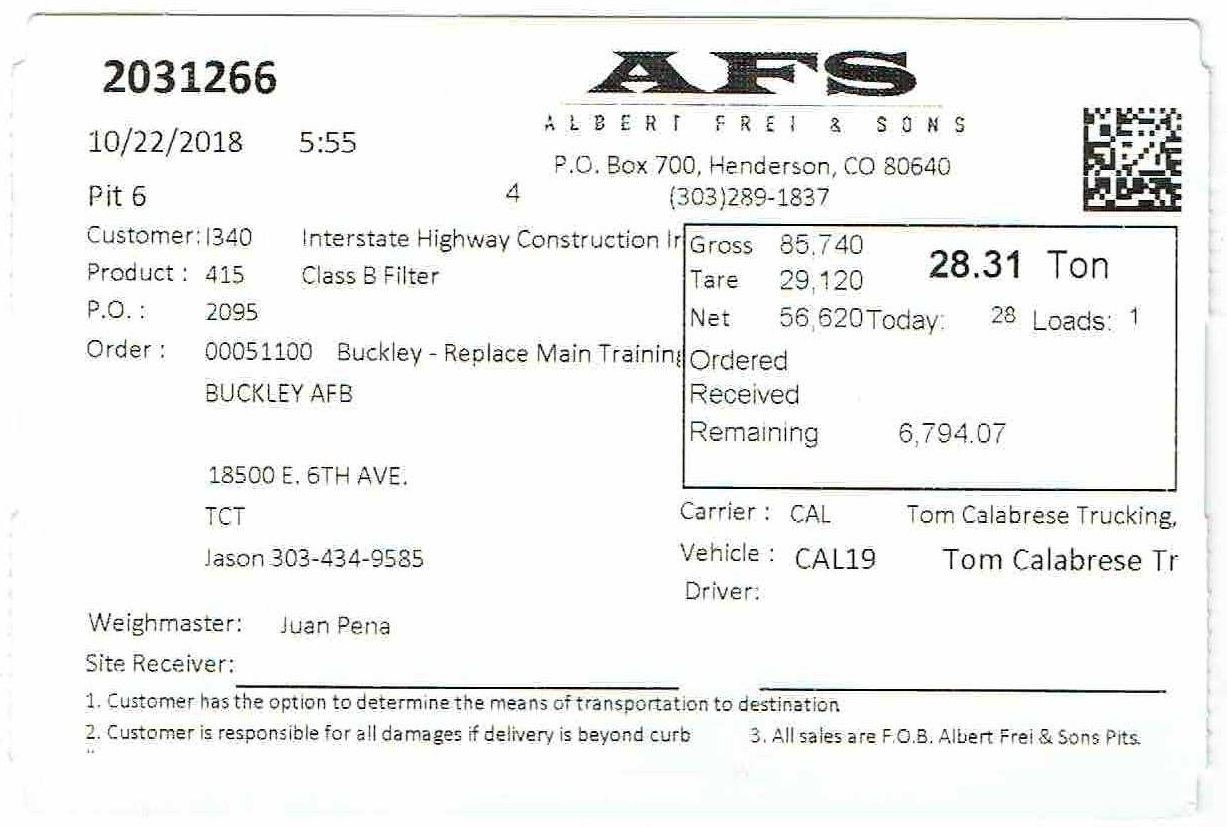 2031266
AFS
ALBERT FREI & SONS
10/22/2018 5:55
P.O. Box 700, Henderson, CO 80640
Pit 6 4 (303)289-1837
Customer: I340 Interstate Highway Construction Ir
Product : 415 Class B Filter
P.O. : 2095
Order : 00051100 Buckley - Replace Main Training
BUCKLEY AFB
18500 E. 6TH AVE.
TCT
Jason 303-434-9585
Gross 85,740 28.31 Ton
Tare 29,120
Net 56,620 Today: 28 Loads: 1
Ordered
Received
Remaining 6,794.07
Carrier : CAL Tom Calabrese Trucking,
Vehicle : CAL19 Tom Calabrese Tr
Driver:
Weighmaster: Juan Pena
Site Receiver:
1. Customer has the option to determine the means of transportation to destination
2. Customer is responsible for all damages if delivery is beyond curb 3. All sales are F.O.B. Albert Frei & Sons Pits.